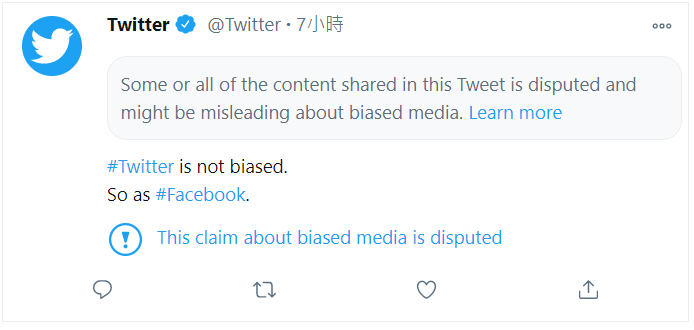 Twitter @Twitter · 7小時
Some or all of the content shared in this Tweet is disputed and
might be misleading about biased media. Learn more
#Twitter is not biased.
So as #Facebook.
This claim about biased media is disputed